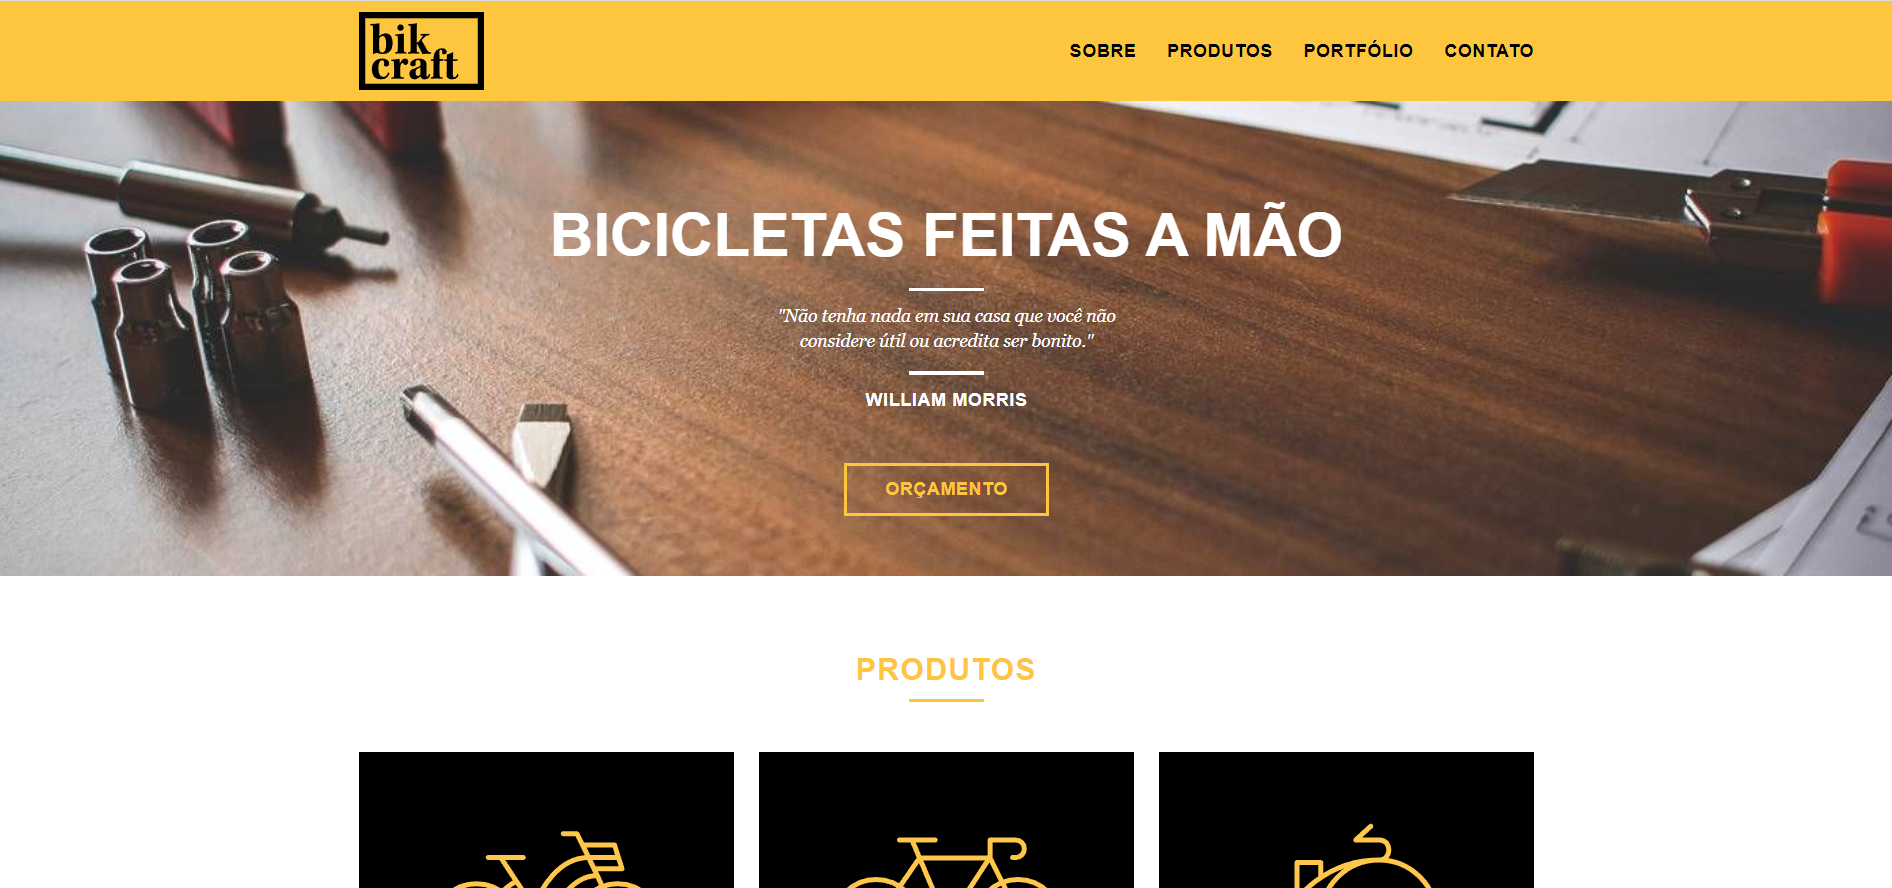 bik
craft
SOBRE PRODUTOS PORTFÓLIO CONTATO
BICICLETAS FEITAS A MÃO
"Não tenha nada em sua casa que você não
considere útil ou acredita ser bonito."
WILLIAM MORRIS
ORÇAMENTO
PRODUTOS